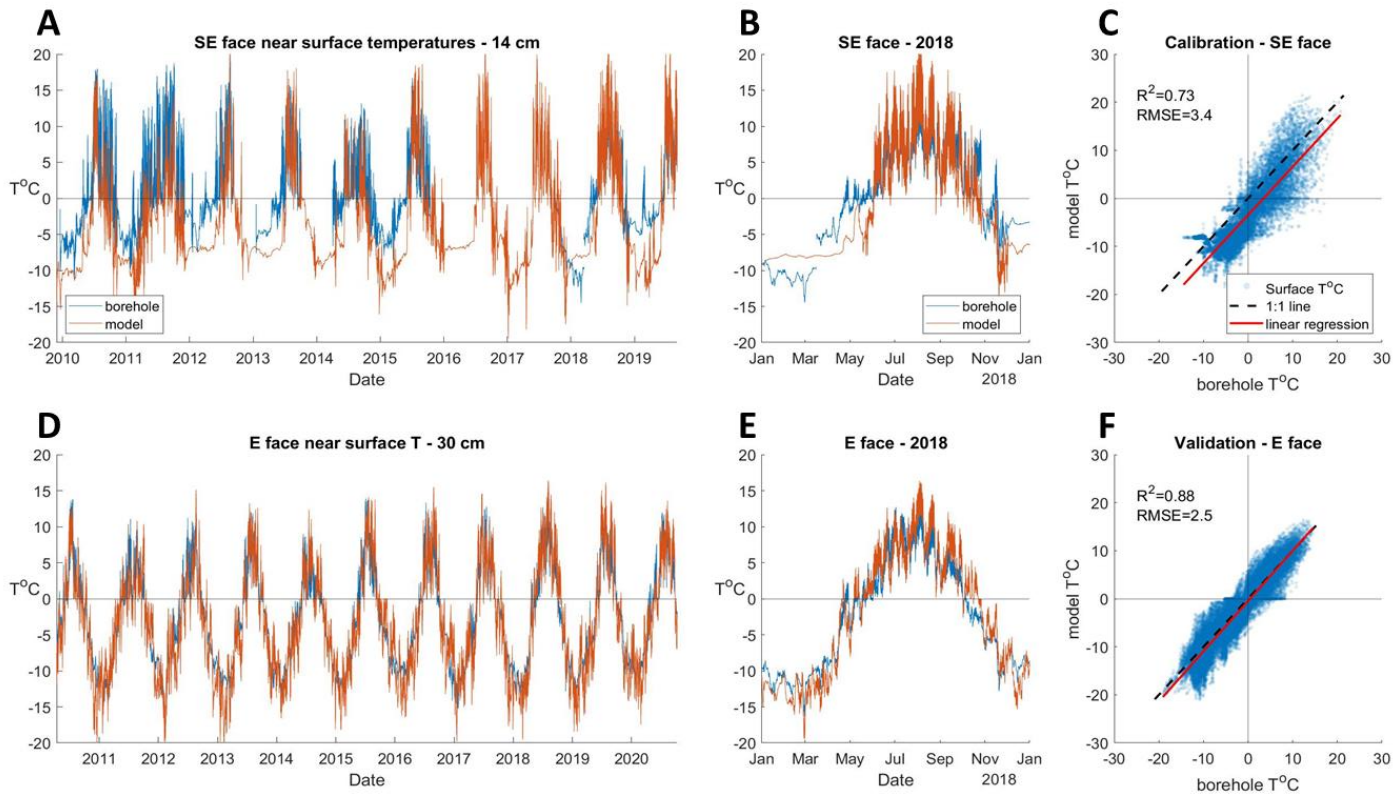 A
SE face near surface temperatures - 14 cm
20
15
10
5
T°C
0
-5
-10
-15
-20
borehole
model
2010 2011 2012 2013 2014 2015 2016 2017 2018 2019
Date
B
SE face - 2018
20
15
10
5
T°C
0
-5
-10
-15
-20
borehole
model
Jan Mar May Jul Sep Nov Jan
Date 2018
C
Calibration - SE face
R²=0.73
RMSE=3.4
30
20
10
0
-10
-20
-30
model T°C
Surface T°C
1:1 line
linear regression
-30 -20 -10 0 10 20 30
borehole T°C
D
E face near surface T - 30 cm
20
15
10
5
T°C
0
-5
-10
-15
-20
2011 2012 2013 2014 2015 2016 2017 2018 2019 2020
Date
E
E face - 2018
20
15
10
5
T°C
0
-5
-10
-15
-20
Jan Mar May Jul Sep Nov Jan
Date 2018
F
Validation - E face
R²=0.88
RMSE=2.5
30
20
10
0
-10
-20
-30
model T°C
-30 -20 -10 0 10 20 30
borehole T°C